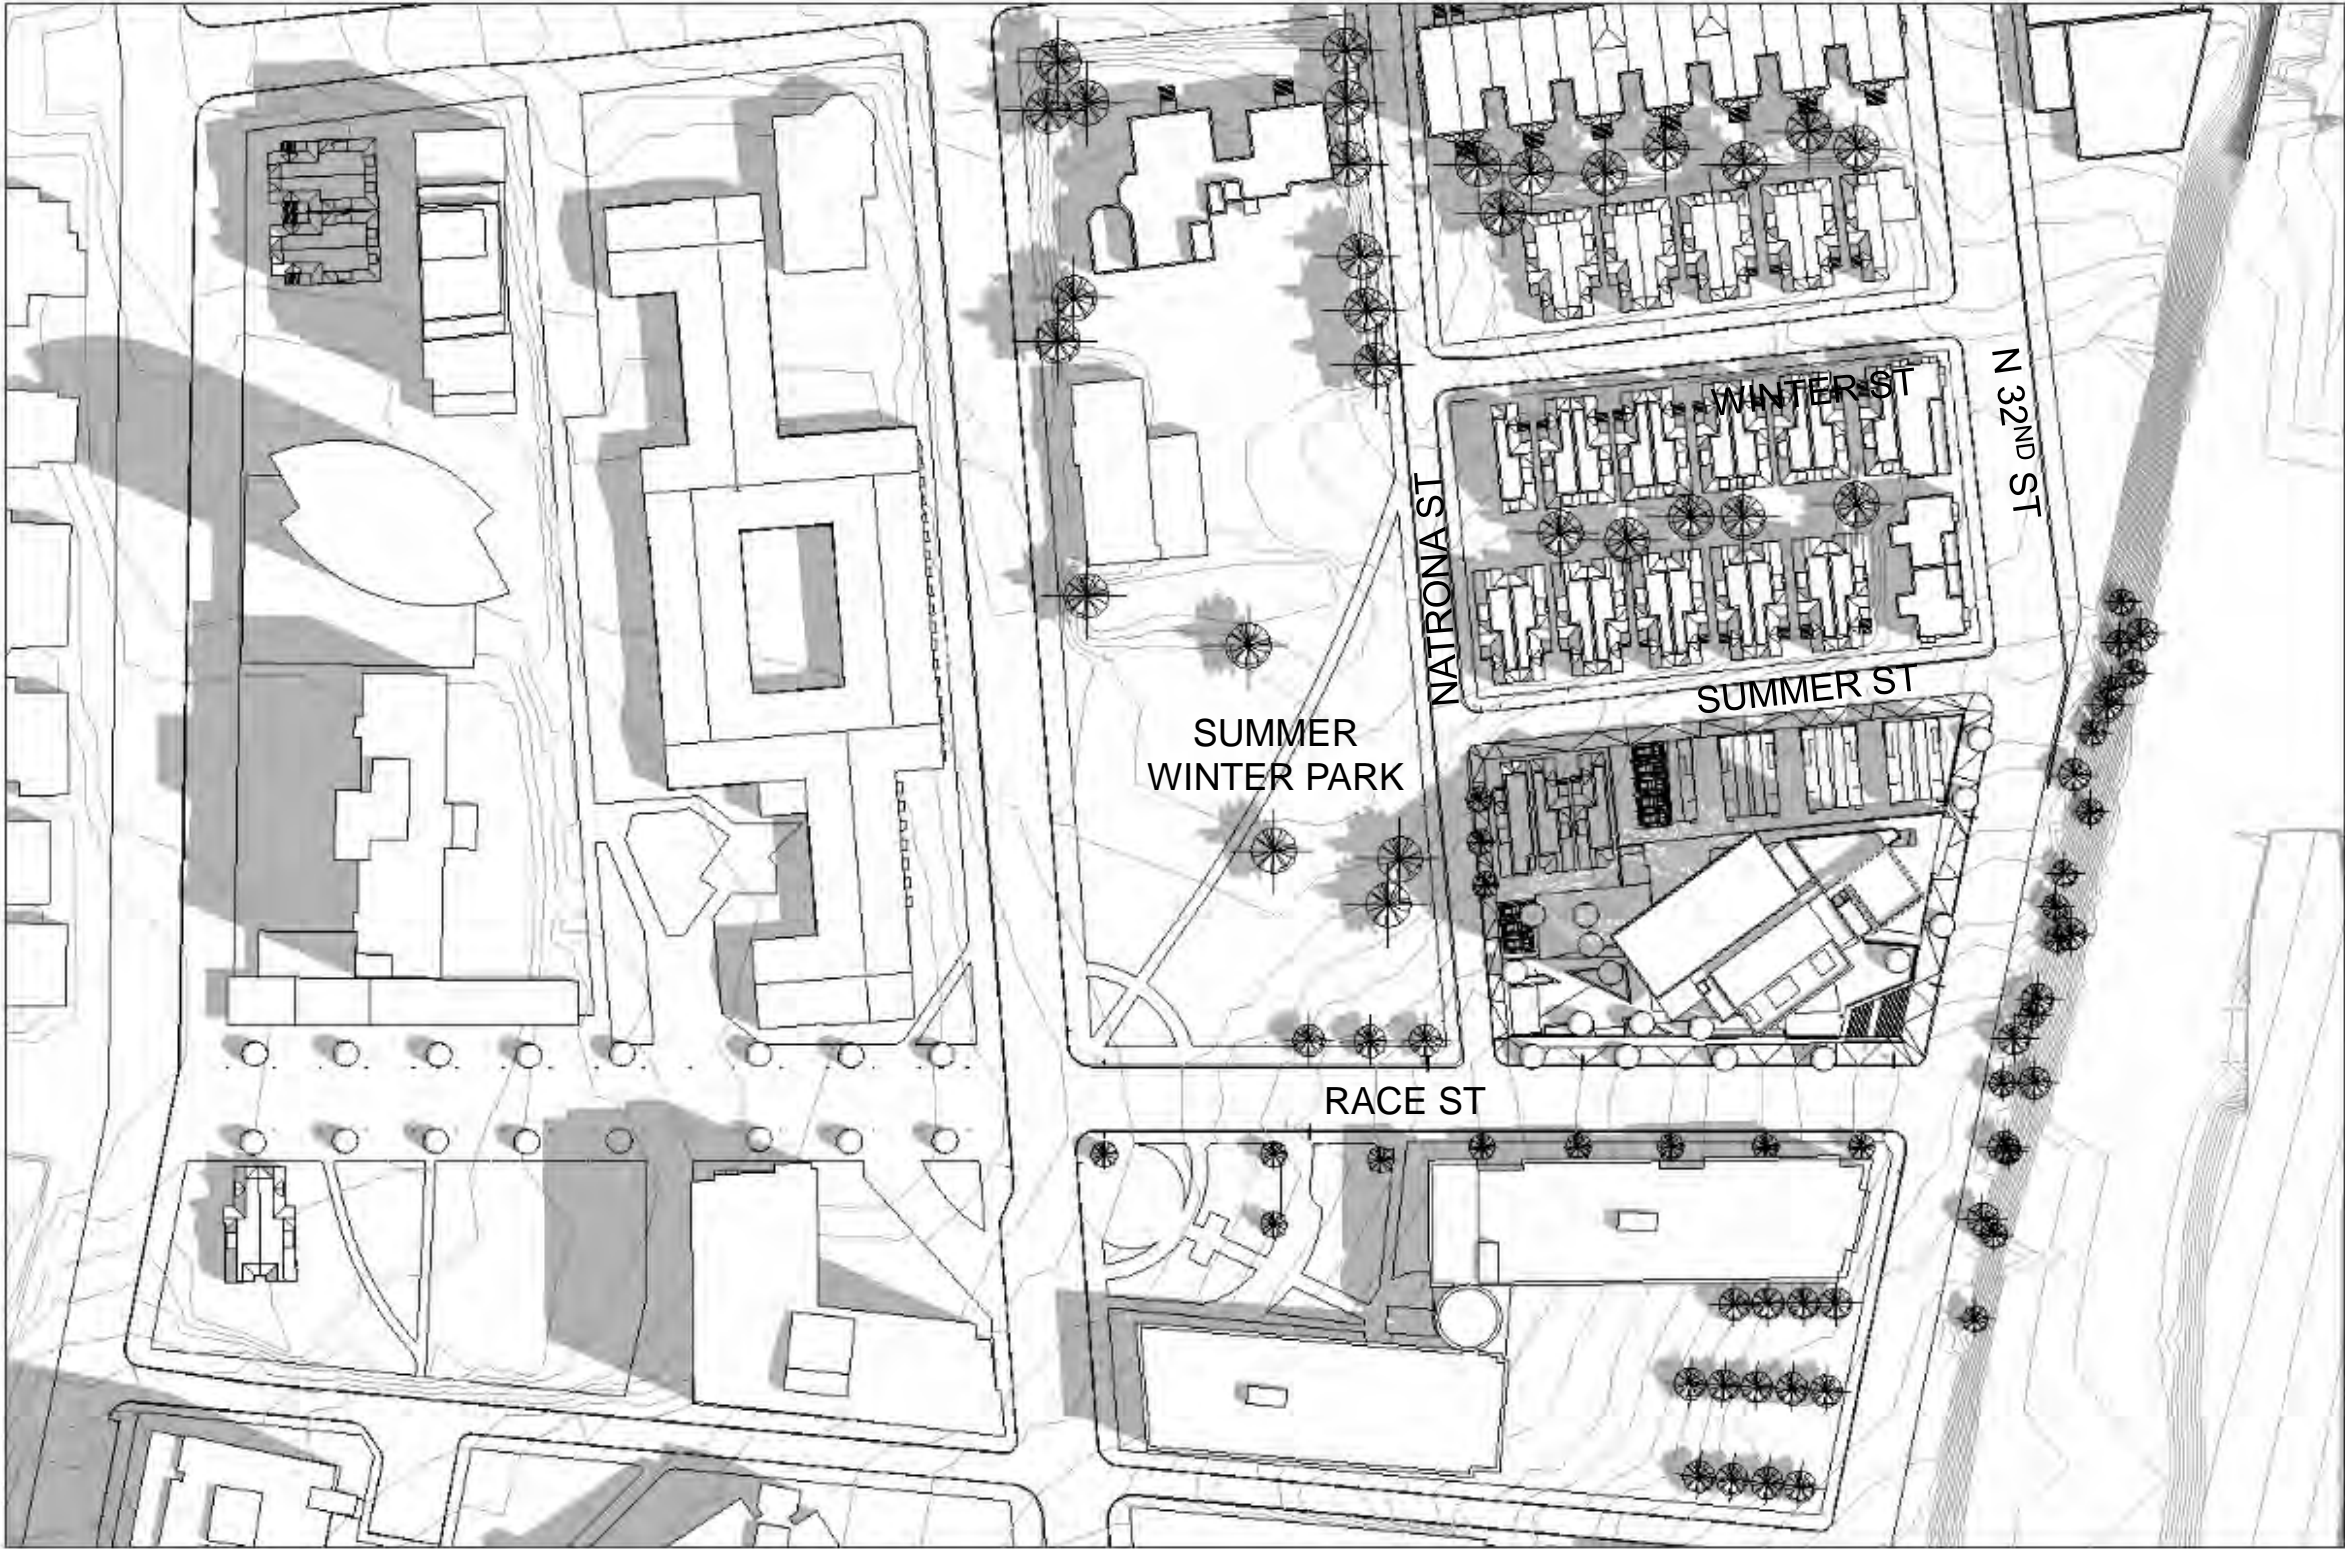 WINTER ST
N 32ND ST
NATRONA ST
SUMMER ST
SUMMER
WINTER PARK
RACE ST